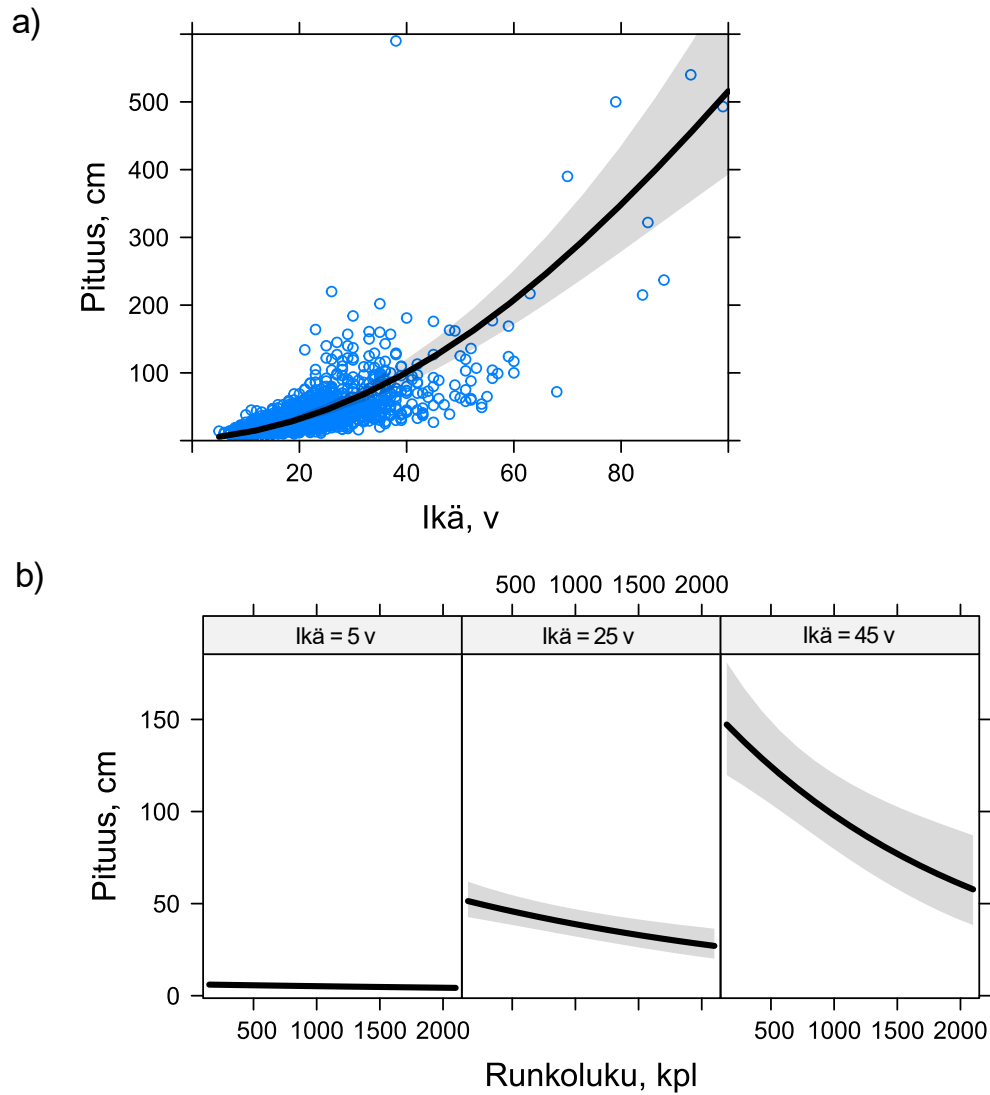 a)
500
400
300
200
100
Pituus, cm
20 40 60 80
Ikä, v
b)
500 1000 1500 2000
Ikä = 5 v Ikä = 25 v Ikä = 45 v
150
100
50
0
Pituus, cm
500 1000 1500 2000 500 1000 1500 2000
Runkoluku, kpl